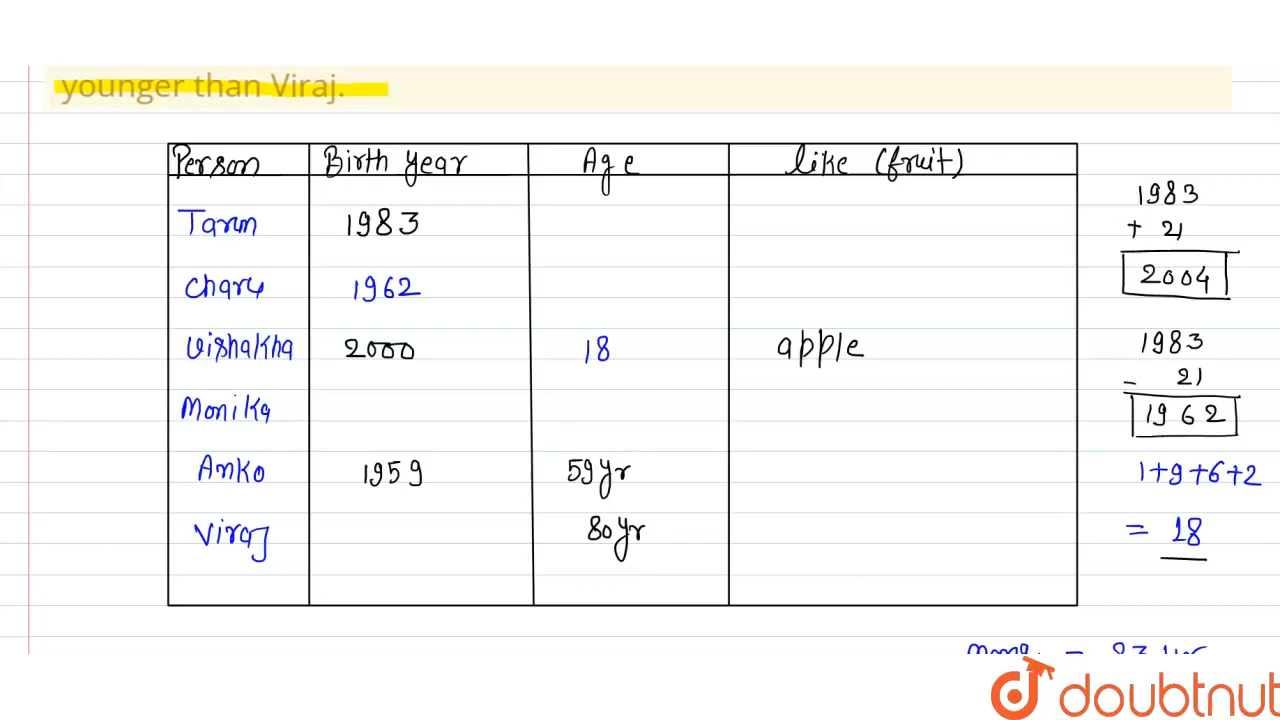 younger than Viraj.
Person Birth year Age like (fruit)
Tarun 1983
Charu 1962
Vishakha 2000 18 apple
Monika
Anko 1959 59yr
Viraj 80yr
1983
+ 21
2004
1983
- 21
1962
1+9+6+2
= 18
doubtnut